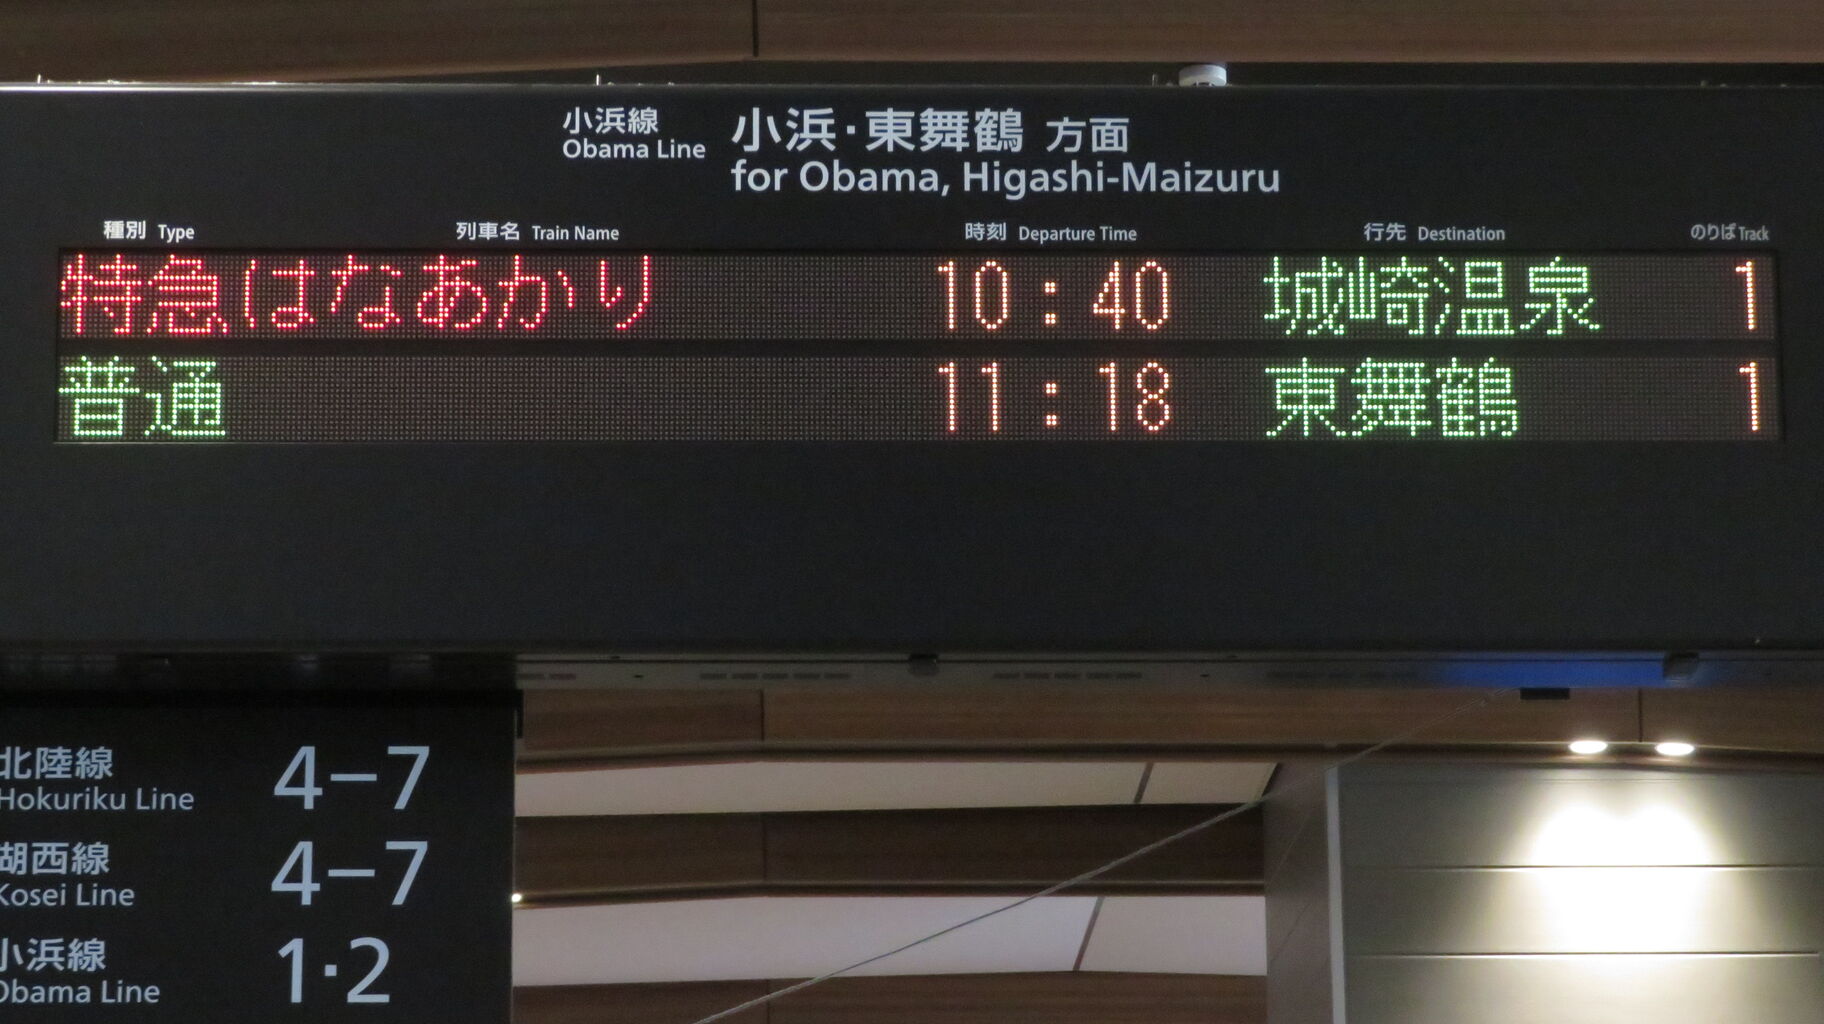 小浜線 小浜・東舞鶴 方面
Obama Line for Obama, Higashi-Maizuru
種別 Type 列車名 Train Name 時刻 Departure Time 行先 Destination のりば Track
特急はなあかり 10:40 城崎温泉 1
普通 11:18 東舞鶴 1
北陸線 4-7
Hokuriku Line
湖西線 4-7
Kosei Line
小浜線 1・2
Obama Line